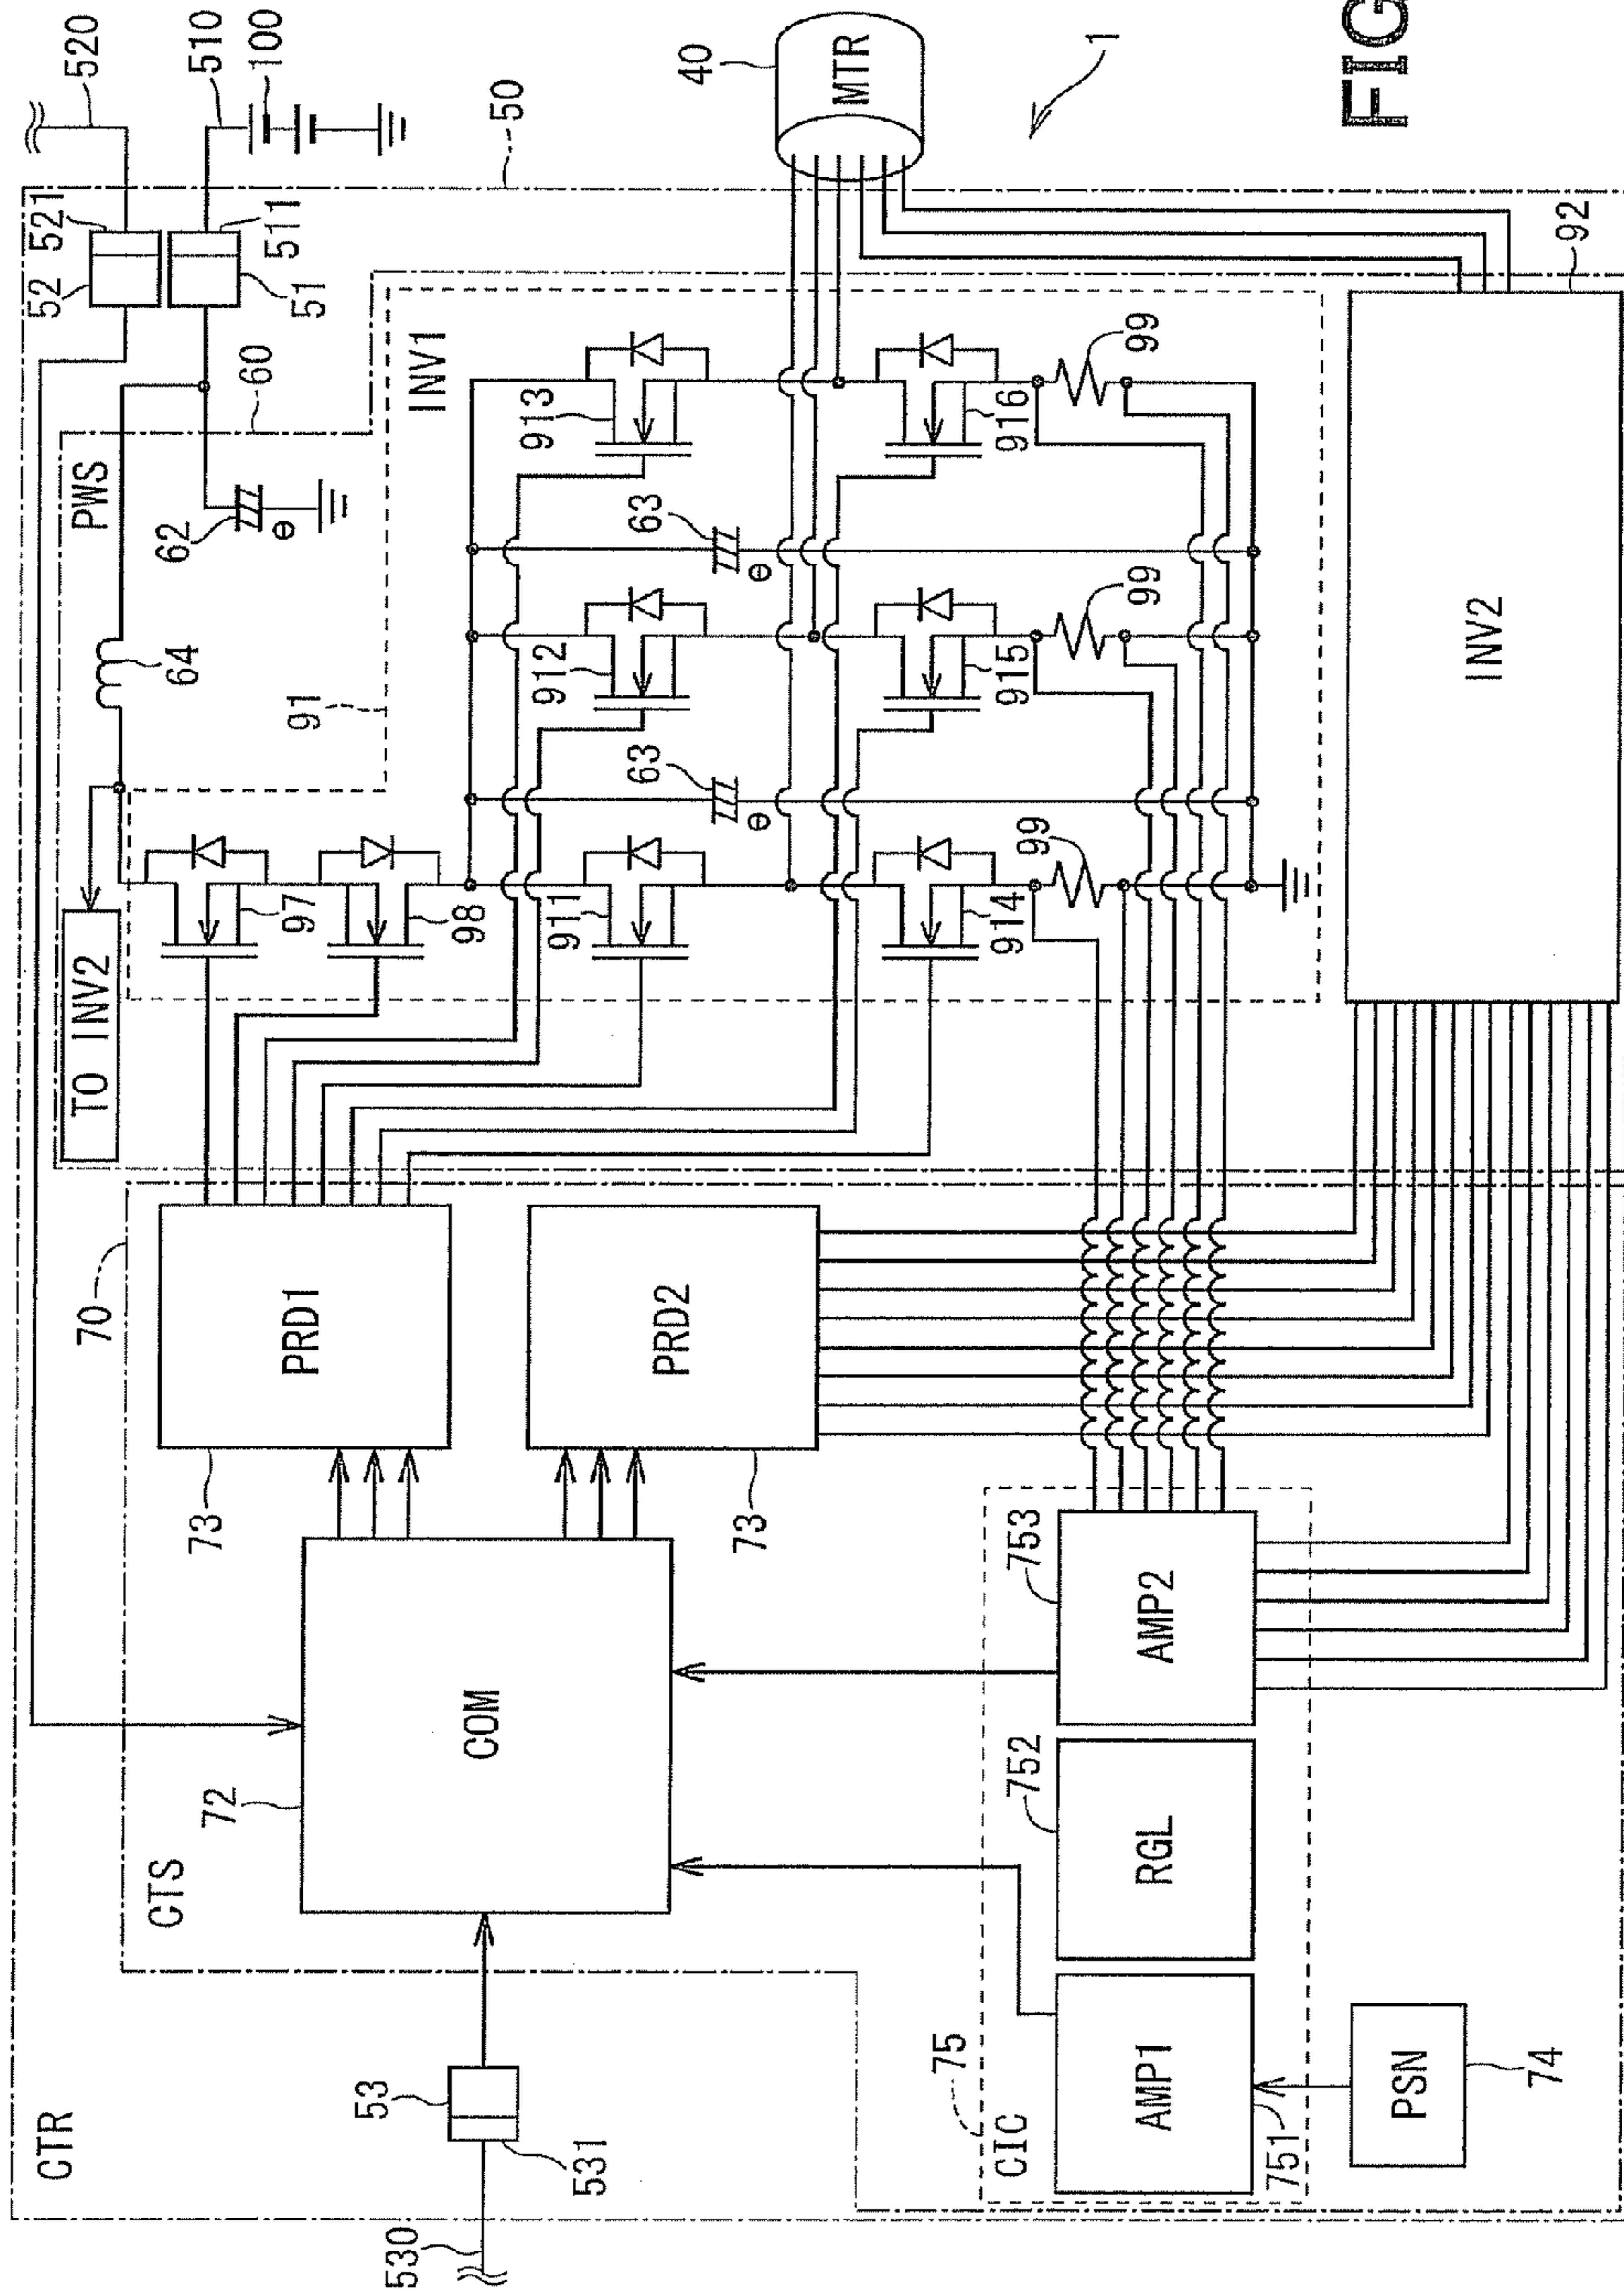 CTR
520
52
521
510
100
51
511
50
60
PWS
62
64
TO INV2
91
INV1
97
98
911
912
913
63
63
914
915
916
99
99
99
40
MTR
1
FIG
70
CTS
PRD1
73
PRD2
73
COM
72
53
531
530
75
CIC
AMP1
751
RGL
752
AMP2
753
PSN
74
INV2
92